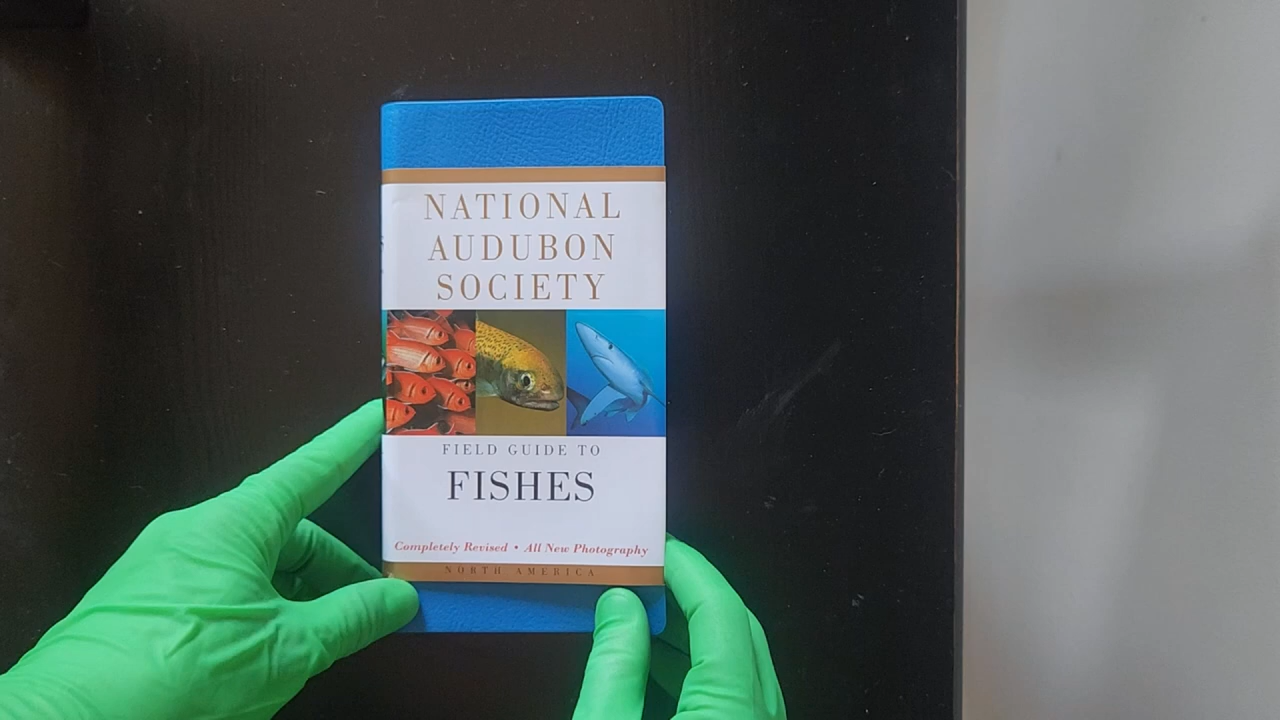 NATIONAL
AUDUBON
SOCIETY
FIELD GUIDE TO
FISHES
Completely Revised • All New Photography
NORTH AMERICA